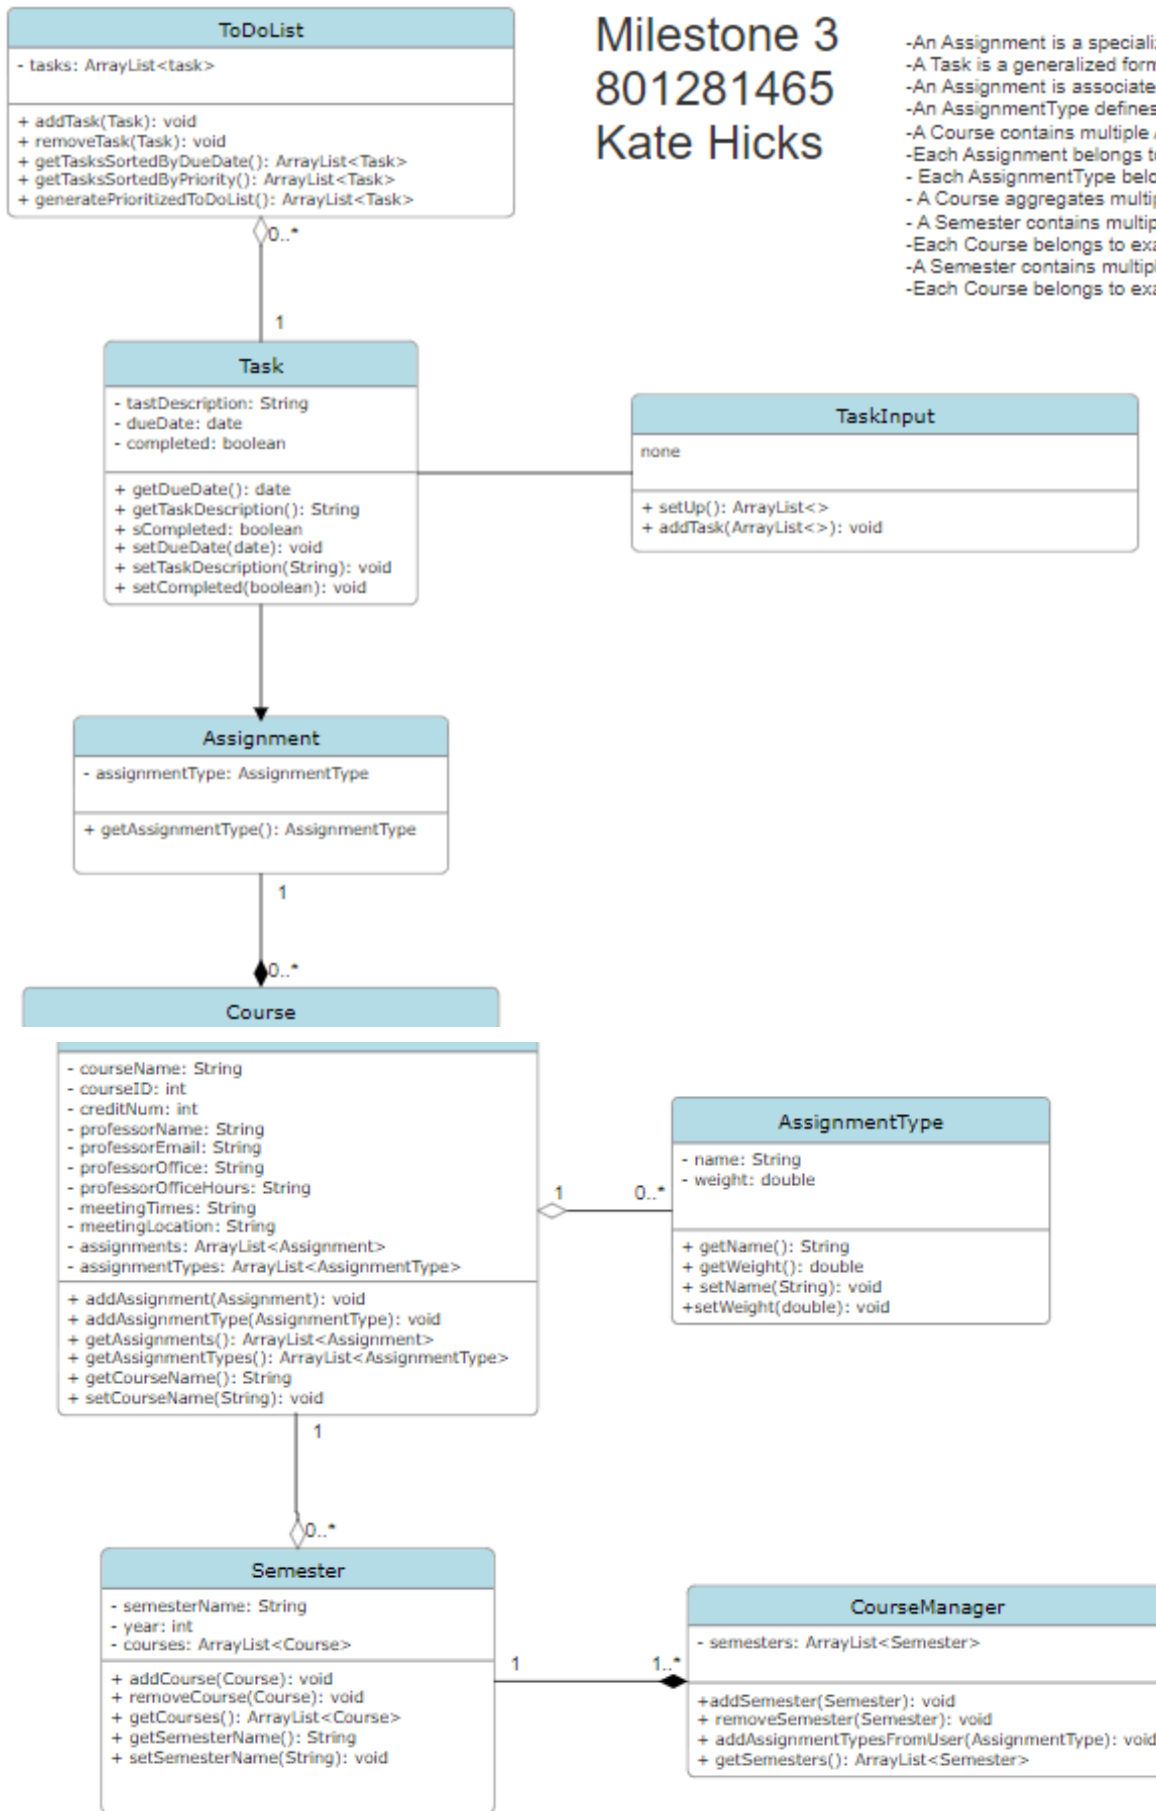 ToDoList
- tasks: ArrayList<task>
+ addTask(Task): void
+ removeTask(Task): void
+ getTasksSortedByDueDate(): ArrayList<Task>
+ getTasksSortedByPriority(): ArrayList<Task>
+ generatePrioritizedToDoList(): ArrayList<Task>
Milestone 3
801281465
Kate Hicks
-An Assignment is a specializ
-A Task is a generalized form
-An Assignment is associate
-An AssignmentType defines
-A Course contains multiple
-Each Assignment belongs to
- Each AssignmentType belo
- A Course aggregates multip
- A Semester contains multip
-Each Course belongs to exa
-A Semester contains multipl
-Each Course belongs to exa
0..*
1
Task
- tastDescription: String
- dueDate: date
- completed: boolean
+ getDueDate(): date
+ getTaskDescription(): String
+ sCompleted: boolean
+ setDueDate(date): void
+ setTaskDescription(String): void
+ setCompleted(boolean): void
TaskInput
none
+ setUp(): ArrayList<>
+ addTask(ArrayList<>): void
Assignment
- assignmentType: AssignmentType
+ getAssignmentType(): AssignmentType
1
0..*
Course
- courseName: String
- courseID: int
- creditNum: int
- professorName: String
- professorEmail: String
- professorOffice: String
- professorOfficeHours: String
- meetingTimes: String
- meetingLocation: String
- assignments: ArrayList<Assignment>
- assignmentTypes: ArrayList<AssignmentType>
+ addAssignment(Assignment): void
+ addAssignmentType(AssignmentType): void
+ getAssignments(): ArrayList<Assignment>
+ getAssignmentTypes(): ArrayList<AssignmentType>
+ getCourseName(): String
+ setCourseName(String): void
1
0..*
AssignmentType
- name: String
- weight: double
+ getName(): String
+ getWeight(): double
+ setName(String): void
+setWeight(double): void
1
0..*
Semester
- semesterName: String
- year: int
- courses: ArrayList<Course>
+ addCourse(Course): void
+ removeCourse(Course): void
+ getCourses(): ArrayList<Course>
+ getSemesterName(): String
+ setSemesterName(String): void
1
1..*
CourseManager
- semesters: ArrayList<Semester>
+addSemester(Semester): void
+ removeSemester(Semester): void
+ addAssignmentTypesFromUser(AssignmentType): void
+ getSemesters(): ArrayList<Semester>